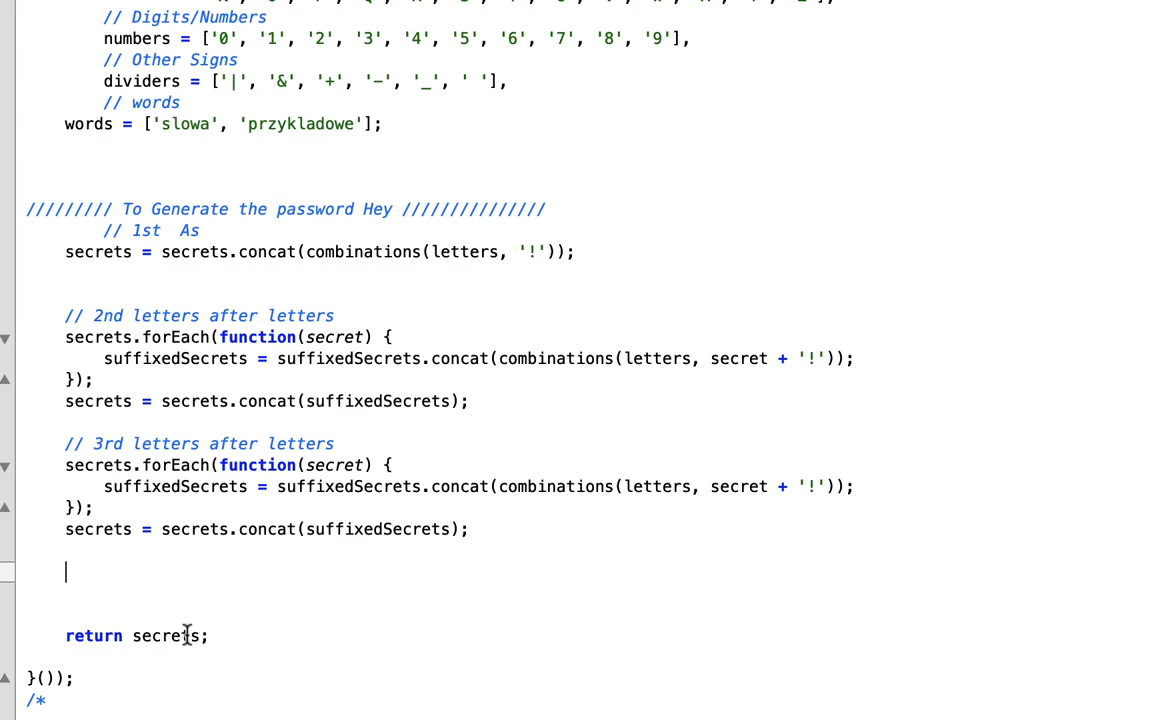 // Digits/Numbers
numbers = ['0', '1', '2', '3', '4', '5', '6', '7', '8', '9'],
// Other Signs
dividers = ['|', '&', '+', '-', '_', ' '],
// words
words = ['slowa', 'przykladowe'];
///////// To Generate the password Hey ///////////////
// 1st  As
secrets = secrets.concat(combinations(letters, '!'));
// 2nd letters after letters
secrets.forEach(function(secret) {
suffixedSecrets = suffixedSecrets.concat(combinations(letters, secret + '!'));
});
secrets = secrets.concat(suffixedSecrets);
// 3rd letters after letters
secrets.forEach(function(secret) {
suffixedSecrets = suffixedSecrets.concat(combinations(letters, secret + '!'));
});
secrets = secrets.concat(suffixedSecrets);
return secrets;
}());
/*